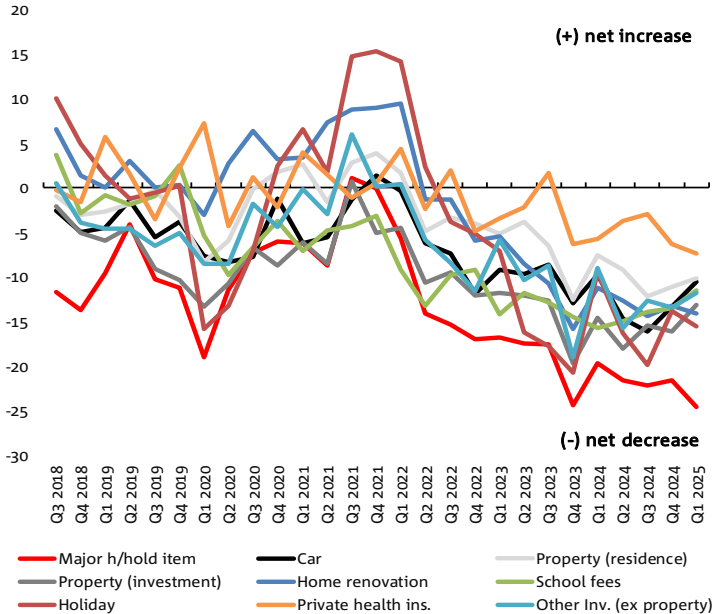 20
15
10
5
0
-5
-10
-15
-20
-25
-30
(+) net increase
(-) net decrease
Q3 2018
Q4 2018
Q1 2019
Q2 2019
Q3 2019
Q4 2019
Q1 2020
Q2 2020
Q3 2020
Q4 2020
Q1 2021
Q2 2021
Q3 2021
Q4 2021
Q1 2022
Q2 2022
Q3 2022
Q4 2022
Q1 2023
Q2 2023
Q3 2023
Q4 2023
Q1 2024
Q2 2024
Q3 2024
Q4 2024
Q1 2025
Major h/hold item
Car
Property (residence)
Property (investment)
Home renovation
School fees
Holiday
Private health ins.
Other Inv. (ex property)